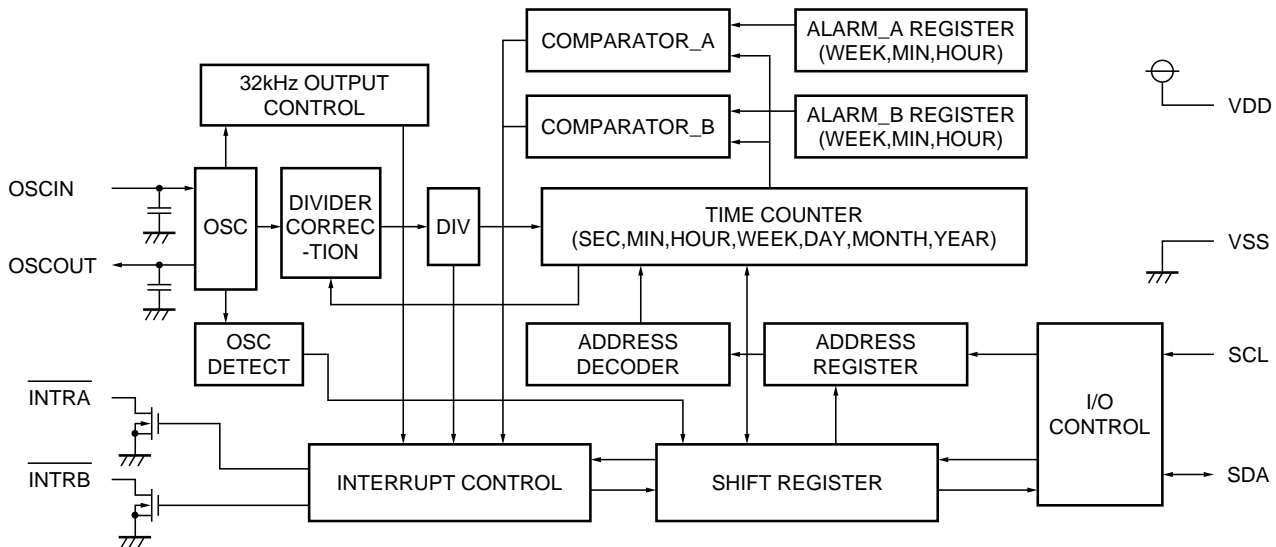 COMPARATOR_A
ALARM_A REGISTER
(WEEK,MIN,HOUR)
32kHz OUTPUT
CONTROL
COMPARATOR_B
ALARM_B REGISTER
(WEEK,MIN,HOUR)
VDD
OSCIN
OSC
DIVIDER
CORREC
-TION
DIV
TIME COUNTER
(SEC,MIN,HOUR,WEEK,DAY,MONTH,YEAR)
VSS
OSCOUT
OSC
DETECT
ADDRESS
DECODER
ADDRESS
REGISTER
I/O
CONTROL
SCL
INTRA
INTRB
INTERRUPT CONTROL
SHIFT REGISTER
SDA